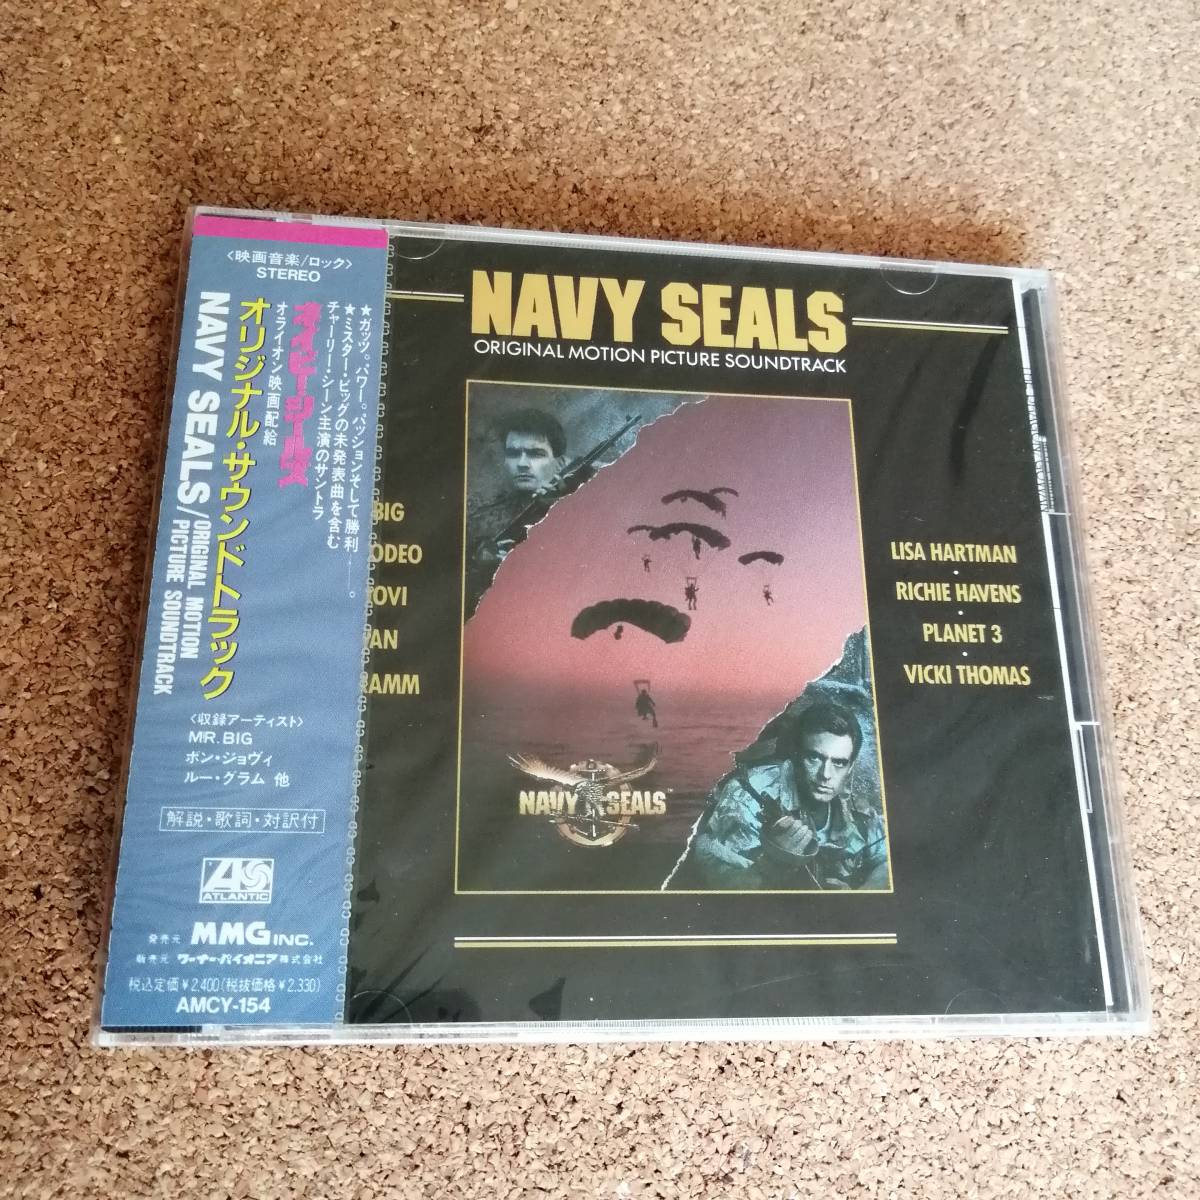 <映画音楽/ロック>
STEREO
★ガッツ。パワー。パッションそして勝利……。
★ミスター・ビッグの未発表曲を含む
チャーリー・シーン主演のサントラ
ネイビー・シールズ
オライオン映画配給
オリジナル・サウンドトラック
NAVY SEALS/ORIGINAL MOTION
PICTURE SOUNDTRACK
<収録アーティスト>
MR. BIG
ボン・ジョヴィ
ルー・グラム 他
解説・歌詞・対訳付
ATLANTIC
発売元 MMG INC.
販売元 ワーナー・パイオニア株式会社
税込定価¥2,400(税抜価格¥2,330)
AMCY-154
NAVY SEALS
ORIGINAL MOTION PICTURE SOUNDTRACK
BIG
ODEO
OVI
AN
RAMM
LISA HARTMAN
RICHIE HAVENS
PLANET 3
VICKI THOMAS
NAVY SEALS™